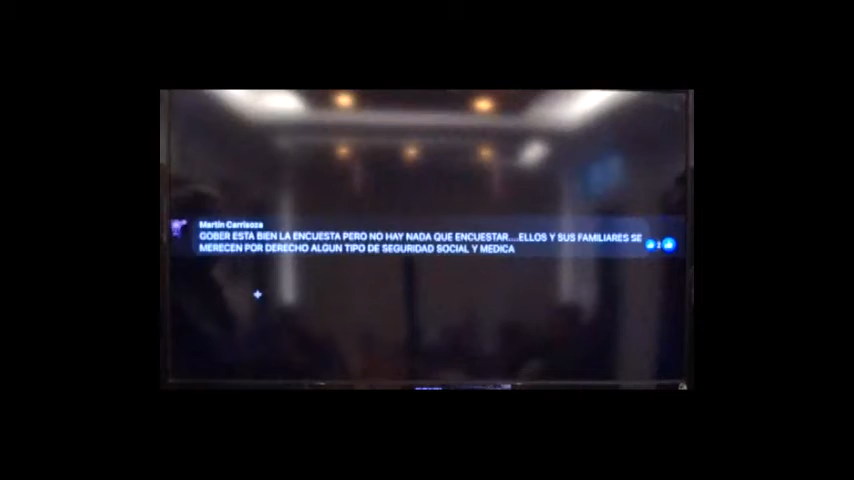 Martin Carrisoza
GOBER ESTA BIEN LA ENCUESTA PERO NO HAY NADA QUE ENCUESTAR....ELLOS Y SUS FAMILIARES SE
MERECEN POR DERECHO ALGUN TIPO DE SEGURIDAD SOCIAL Y MEDICA